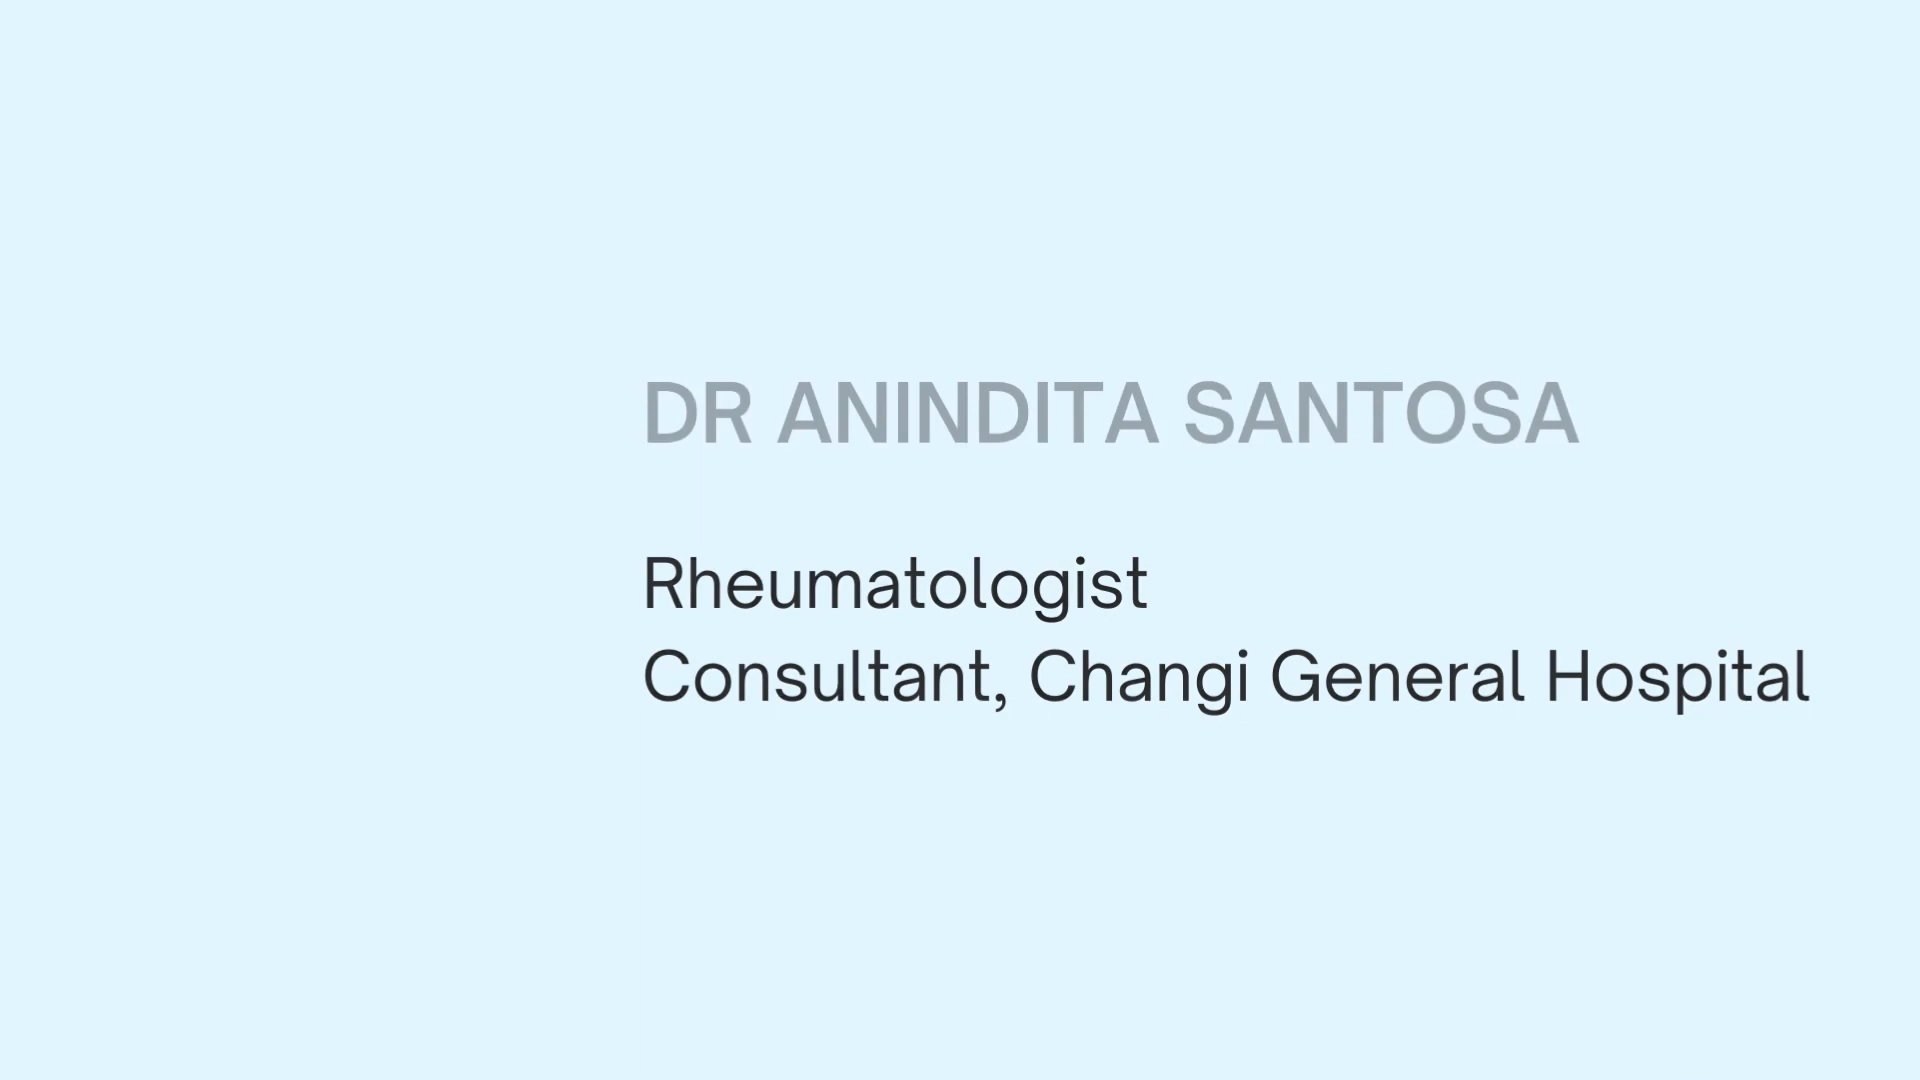 DR ANINDITA SANTOSA
Rheumatologist
Consultant, Changi General Hospital